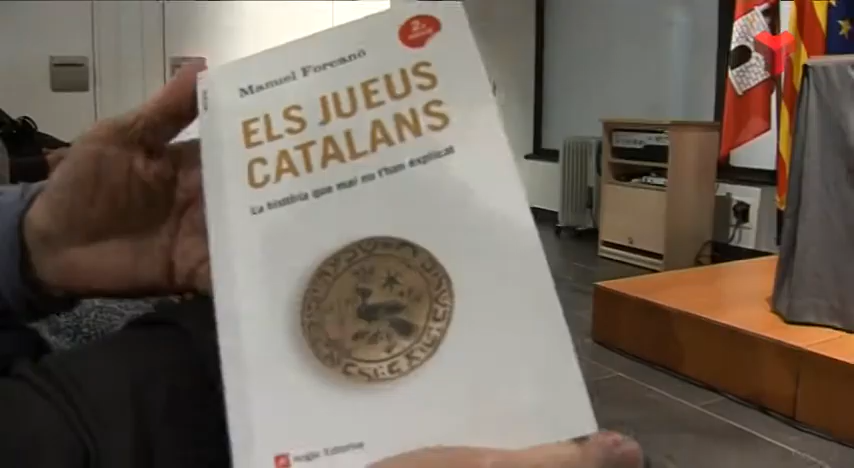 Manuel Forcano
ELS JUEUS
CATALANS
La història que mai no t'han explicat
Angle Editorial